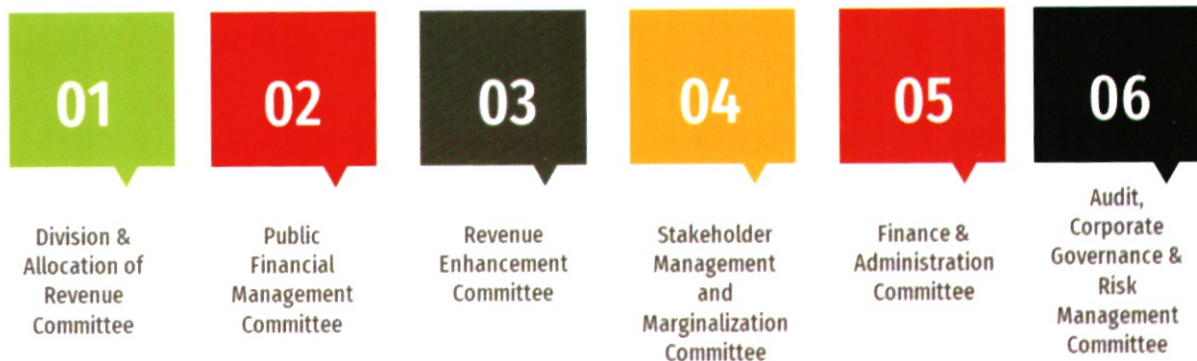 01
Division &
Allocation of
Revenue
Committee
02
Public
Financial
Management
Committee
03
Revenue
Enhancement
Committee
04
Stakeholder
Management
and
Marginalization
Committee
05
Finance &
Administration
Committee
06
Audit,
Corporate
Governance &
Risk
Management
Committee